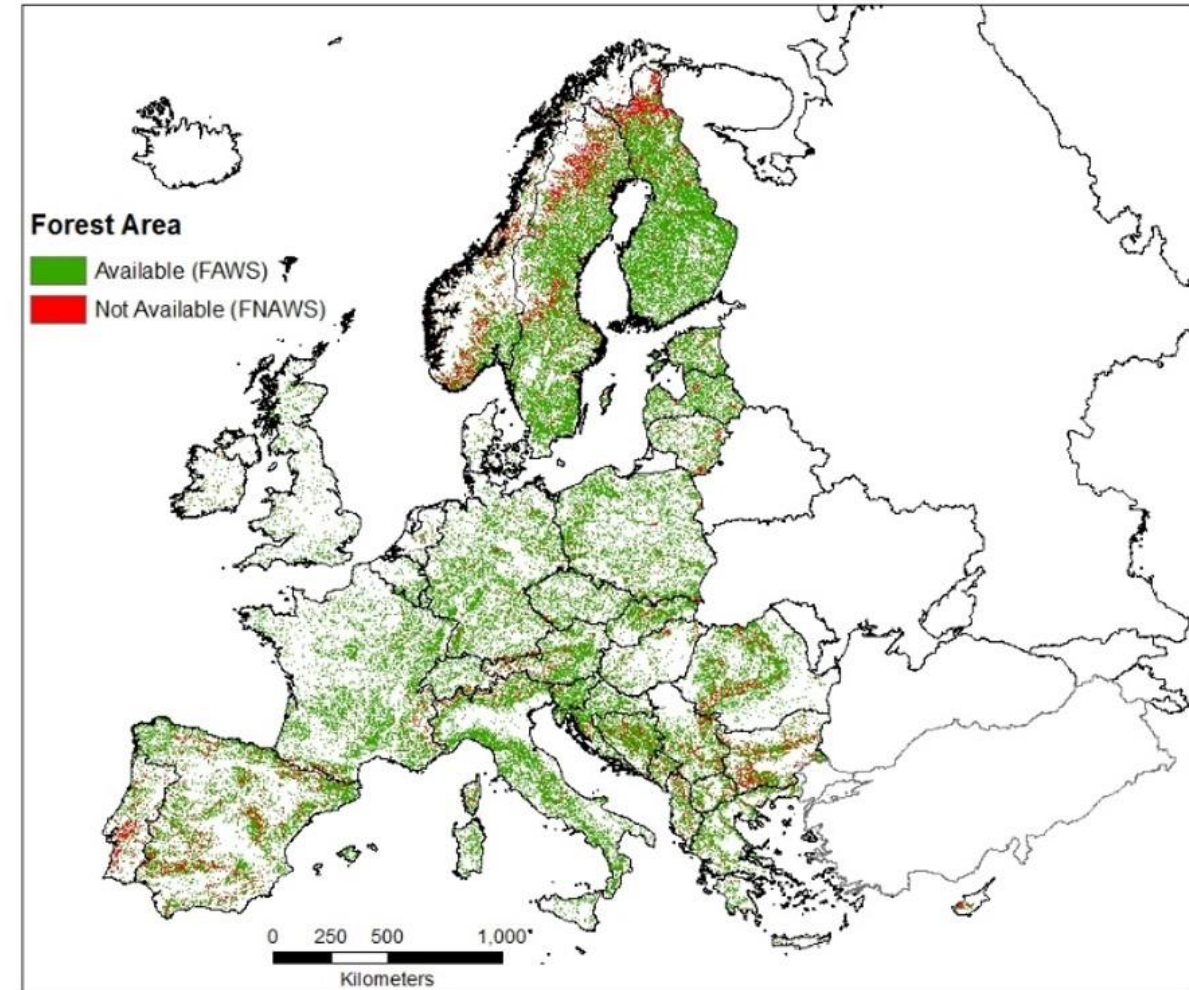 Forest Area
Available (FAWS)
Not Available (FNAWS)
0 250 500 1,000
Kilometers